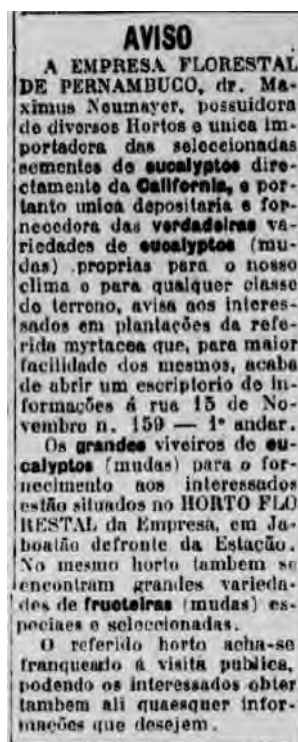 AVISO
A EMPRESA FLORESTAL
DE PERNAMBUCO, dr. Ma-
ximus Neumayer, possuidora
de diversos Hortos e unica im-
portadora das seleccionadas
sementes de eucalyptos dire-
ctamente da California, e por-
tanto unica depositaria e for-
necedora das verdadeiras va-
riedades de eucalyptos (mu-
das) proprias para o nosso
clima e para qualquer classe
de terreno, avisa aos interes-
sados em plantações da refe-
rida myrtacea que, para maior
facilidade dos mesmos, acaba
de abrir um escriptorio de in-
formações á rua 15 de No-
vembro n. 159 — 1º andar.
Os grandes viveiros de eu-
calyptos (mudas) para o for-
necimento aos interessados
estão situados no HORTO FLO
RESTAL da Empresa, em Ja-
boatão defronte da Estação.
No mesmo horto tambem se
encontram grandes varieda-
des de fructeiras (mudas) es-
peciaes e seleccionadas.
O referido horto acha-se
franqueado á visita publica,
podendo os interessados obter
tambem ali quaesquer infor-
mações que desejem.